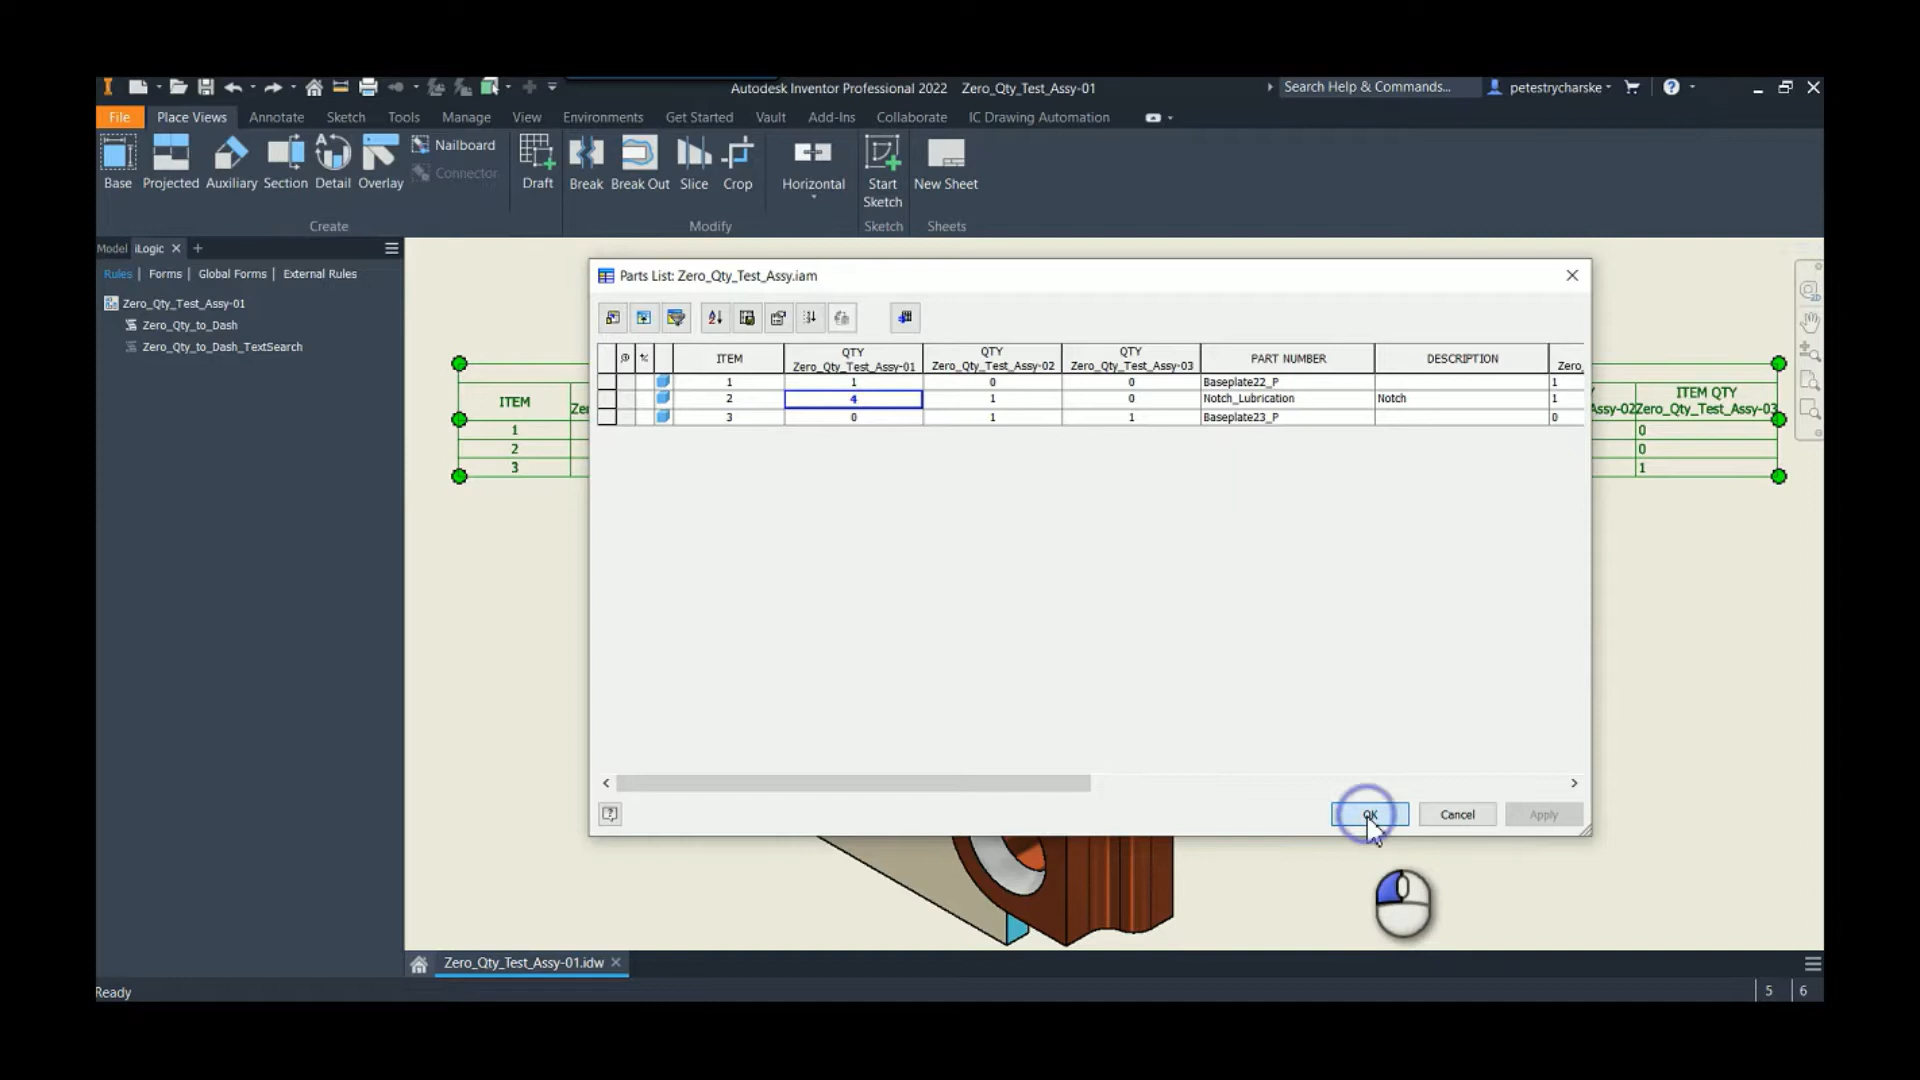 Autodesk Inventor Professional 2022 Zero_Qty_Test_Assy-01
Search Help & Commands...
petestrycharske
File Place Views Annotate Sketch Tools Manage View Environments Get Started Vault Add-Ins Collaborate IC Drawing Automation
Base Projected Auxiliary Section Detail Overlay
Nailboard
Connector
Draft Break Break Out Slice Crop Horizontal
Start Sketch
New Sheet
Create Modify Sketch Sheets
Model iLogic
Rules Forms Global Forms External Rules
Zero_Qty_Test_Assy-01
Zero_Qty_to_Dash
Zero_Qty_to_Dash_TextSearch
Parts List: Zero_Qty_Test_Assy.iam
ITEM QTY Zero_Qty_Test_Assy-01 QTY Zero_Qty_Test_Assy-02 QTY Zero_Qty_Test_Assy-03 PART NUMBER DESCRIPTION Zero_
1 1 0 0 Baseplate22_P 1
2 4 1 0 Notch_Lubrication Notch 1
3 0 1 1 Baseplate23_P 0
OK Cancel Apply
ITEM Ze
1
2
3
ITEM QTY
Assy-02 Zero_Qty_Test_Assy-03
0
0
1
Zero_Qty_Test_Assy-01.idw
Ready
5 6